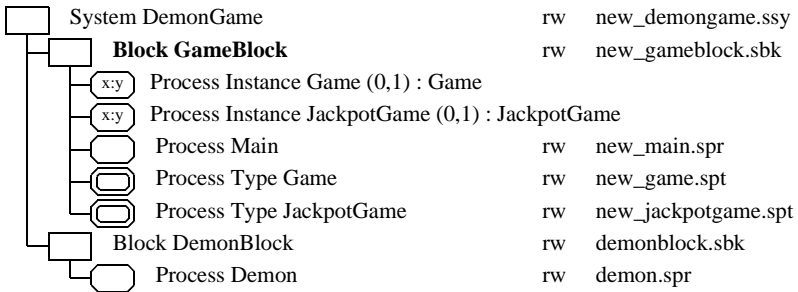 System DemonGame rw new_demongame.ssy
Block GameBlock rw new_gameblock.sbk
x:y Process Instance Game (0,1) : Game
x:y Process Instance JackpotGame (0,1) : JackpotGame
Process Main rw new_main.spr
Process Type Game rw new_game.spt
Process Type JackpotGame rw new_jackpotgame.spt
Block DemonBlock rw demonblock.sbk
Process Demon rw demon.spr